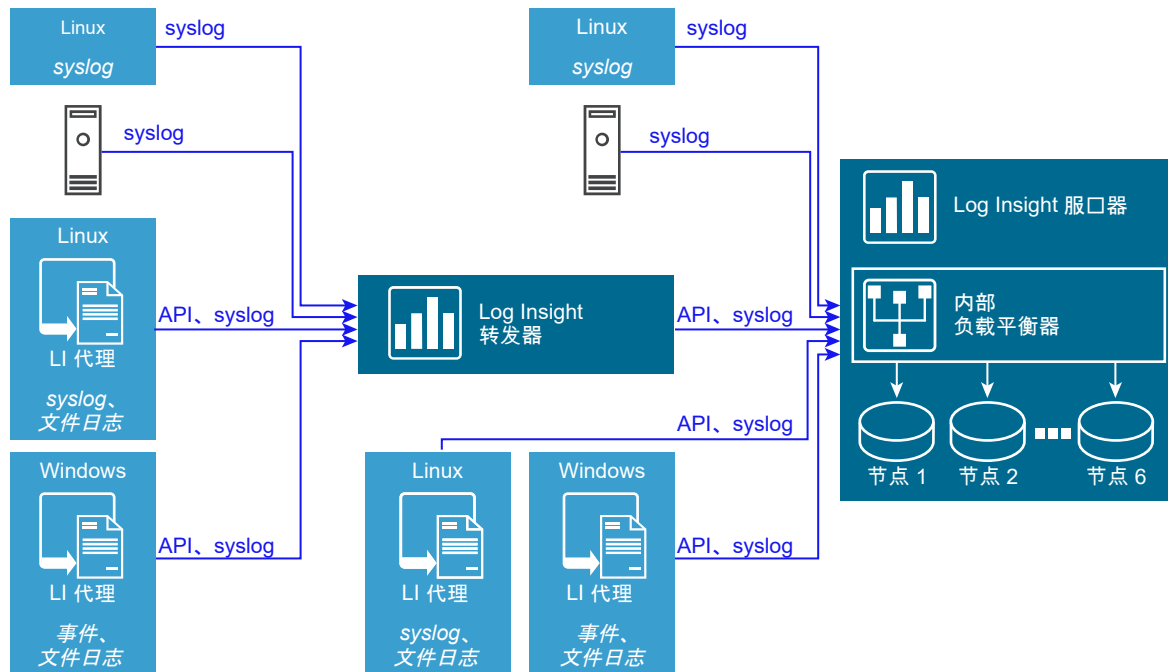 Linux
syslog
syslog
syslog
Linux
LI 代理
syslog、
文件日志
API、syslog
Windows
LI 代理
事件、
文件日志
API、syslog
Log Insight
转发器
API、syslog
Linux
syslog
syslog
syslog
Linux
LI 代理
syslog、
文件日志
API、syslog
Windows
LI 代理
事件、
文件日志
API、syslog
Log Insight 服口器
内部
负载平衡器
节点 1
节点 2
节点 6